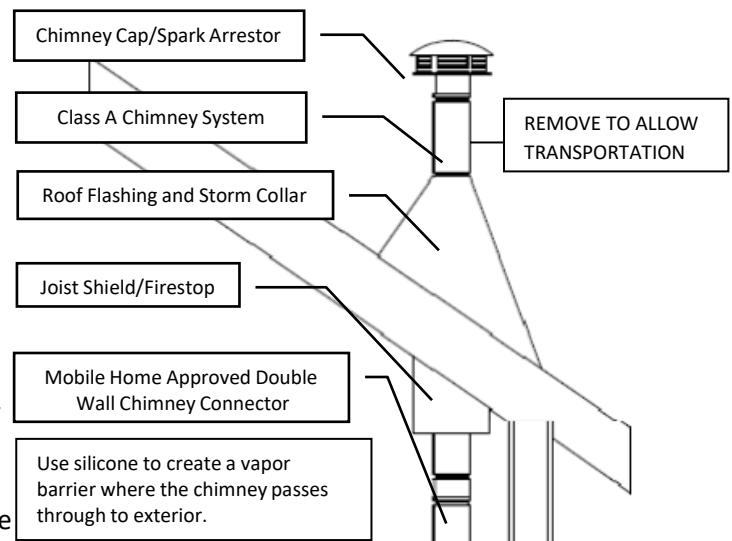 Chimney Cap/Spark Arrestor
Class A Chimney System
REMOVE TO ALLOW
TRANSPORTATION
Roof Flashing and Storm Collar
Joist Shield/Firestop
Mobile Home Approved Double
Wall Chimney Connector
Use silicone to create a vapor
barrier where the chimney passes
through to exterior.
e